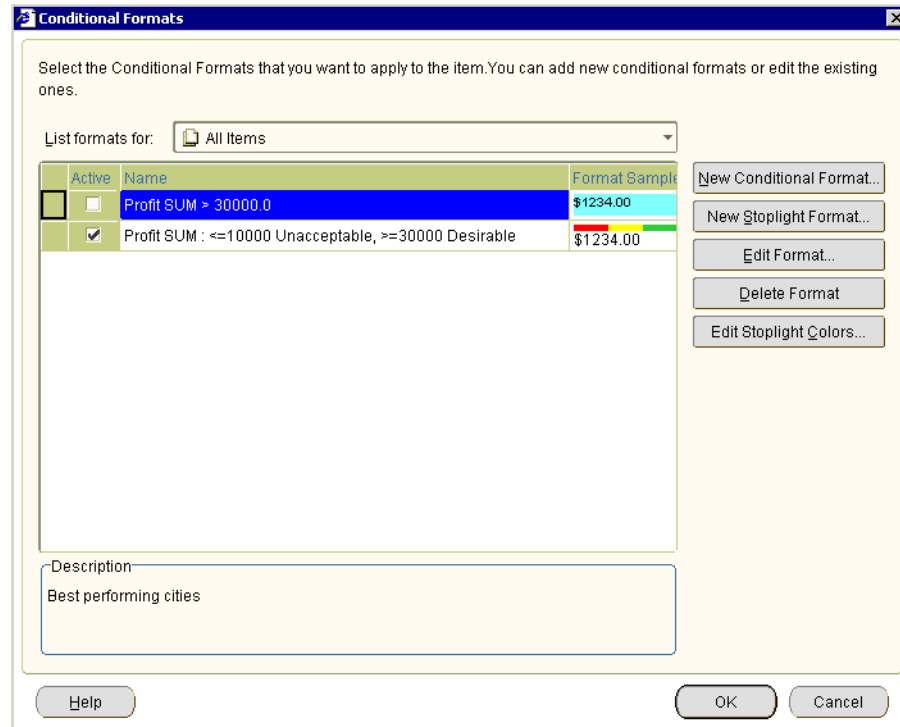 Conditional Formats
Select the Conditional Formats that you want to apply to the item.You can add new conditional formats or edit the existing
ones.
List formats for: All Items
Active Name Format Sample
Profit SUM > 30000.0 $1234.00
Profit SUM : <=10000 Unacceptable, >=30000 Desirable $1234.00
New Conditional Format...
New Stoplight Format...
Edit Format...
Delete Format
Edit Stoplight Colors...
Description
Best performing cities
Help OK Cancel